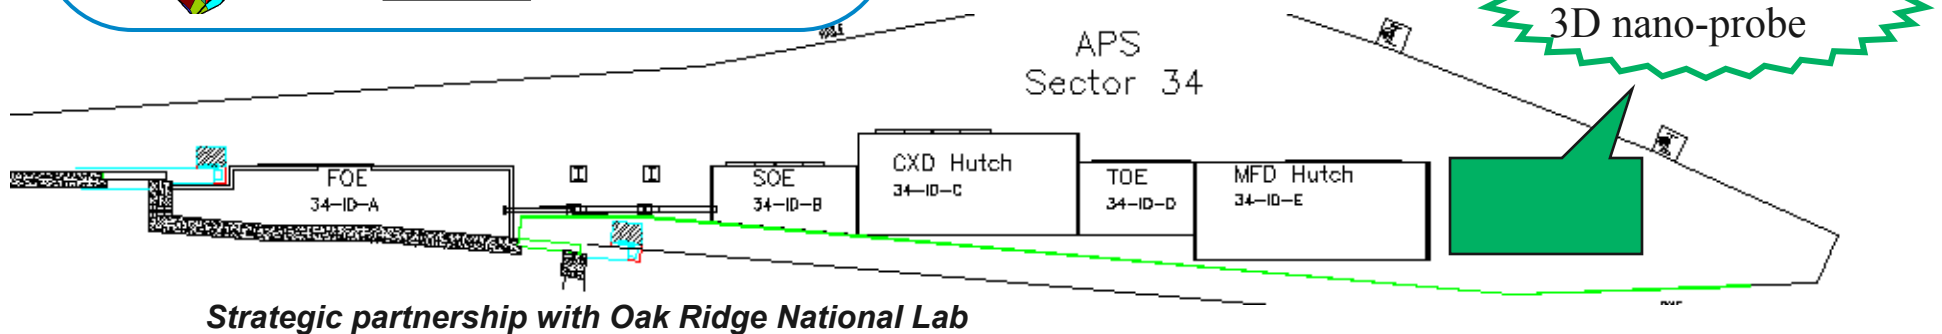 3D nano-probe
APS
Sector 34
FOE
34-ID-A
SOE
34-ID-B
CXD Hutch
34-ID-C
TOE
34-ID-D
MFD Hutch
34-ID-E
Strategic partnership with Oak Ridge National Lab